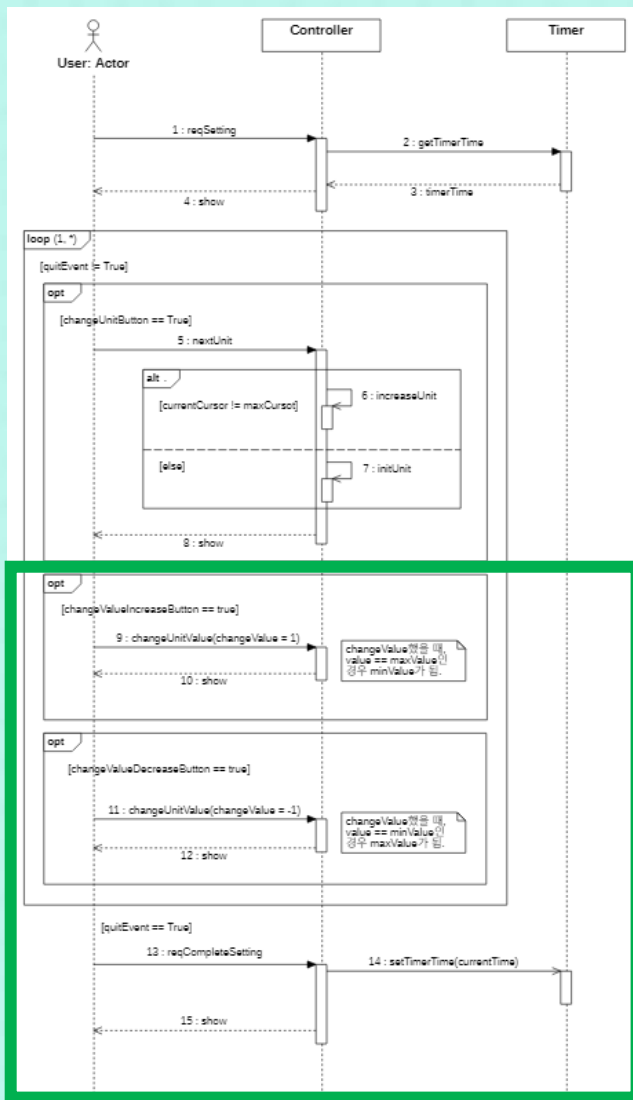 Controller
Timer
User: Actor
1 : reqSetting
2 : getTimerTime
3 : timerTime
4 : show
loop (1, *)
[quitEvent != True]
opt
[changeUnitButton == True]
5 : nextUnit
alt .
6 : increaseUnit
[currentCursor != maxCursot]
[else]
7 : initUnit
8 : show
opt
[changeValueIncreaseButton == true]
9 : changeUnitValue(changeValue = 1)
changeValue했을 때,
value == maxValue인
경우 minValue가 됨.
10 : show
opt
[changeValueDecreaseButton == true]
11 : changeUnitValue(changeValue = -1)
changeValue했을 때,
value == minValue인
경우 maxValue가 됨.
12 : show
[quitEvent == True]
13 : reqCompleteSetting
14 : setTimerTime(currentTime)
15 : show